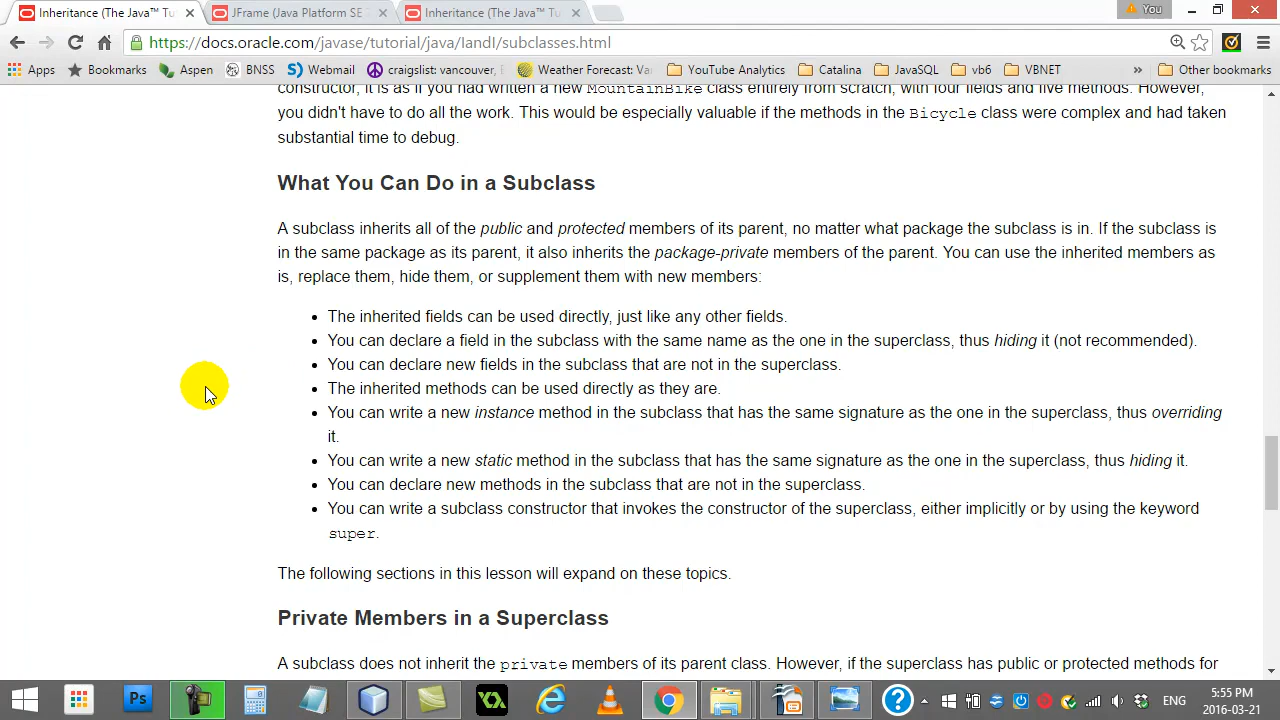 Inheritance (The Java™ Tu
JFrame (Java Platform SE
Inheritance (The Java™ Tu
You
https://docs.oracle.com/javase/tutorial/java/IandI/subclasses.html
Apps
Bookmarks
Aspen
BNSS
Webmail
craigslist: vancouver,
Weather Forecast: Va
YouTube Analytics
Catalina
JavaSQL
vb6
VBNET
»
Other bookmarks
constructor, it is as if you had written a new MountainBike class entirely from scratch, with four fields and five methods. However,
you didn't have to do all the work. This would be especially valuable if the methods in the Bicycle class were complex and had taken
substantial time to debug.
What You Can Do in a Subclass
A subclass inherits all of the public and protected members of its parent, no matter what package the subclass is in. If the subclass is
in the same package as its parent, it also inherits the package-private members of the parent. You can use the inherited members as
is, replace them, hide them, or supplement them with new members:
• The inherited fields can be used directly, just like any other fields.
• You can declare a field in the subclass with the same name as the one in the superclass, thus hiding it (not recommended).
• You can declare new fields in the subclass that are not in the superclass.
• The inherited methods can be used directly as they are.
• You can write a new instance method in the subclass that has the same signature as the one in the superclass, thus overriding
it.
• You can write a new static method in the subclass that has the same signature as the one in the superclass, thus hiding it.
• You can declare new methods in the subclass that are not in the superclass.
• You can write a subclass constructor that invokes the constructor of the superclass, either implicitly or by using the keyword
super.
The following sections in this lesson will expand on these topics.
Private Members in a Superclass
A subclass does not inherit the private members of its parent class. However, if the superclass has public or protected methods for
Ps
ENG
5:55 PM
2016-03-21